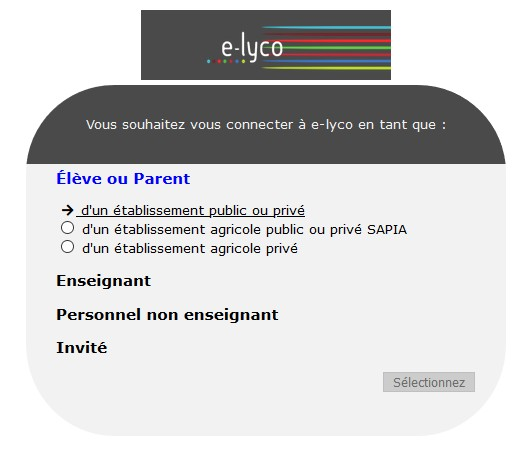 e-lyco
Vous souhaitez vous connecter à e-lyco en tant que :
Élève ou Parent
➔ d'un établissement public ou privé
d'un établissement agricole public ou privé SAPIA
d'un établissement agricole privé
Enseignant
Personnel non enseignant
Invité
Sélectionnez